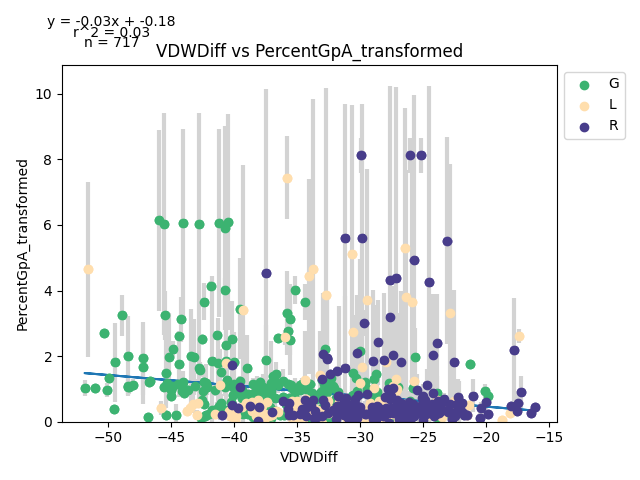 y = -0.03x + -0.18
r^2 = 0.03
n = 717
VDWDiff vs PercentGpA_transformed
G
L
R
PercentGpA_transformed
10
8
6
4
2
0
−50
−45
−40
−35
−30
−25
−20
−15
VDWDiff